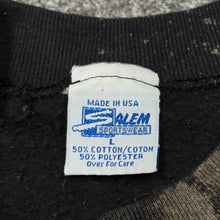 MADE IN USA
SALEM
SPORTSWEAR
L
50% COTTON/COTON
50% POLYESTER
Over For Care